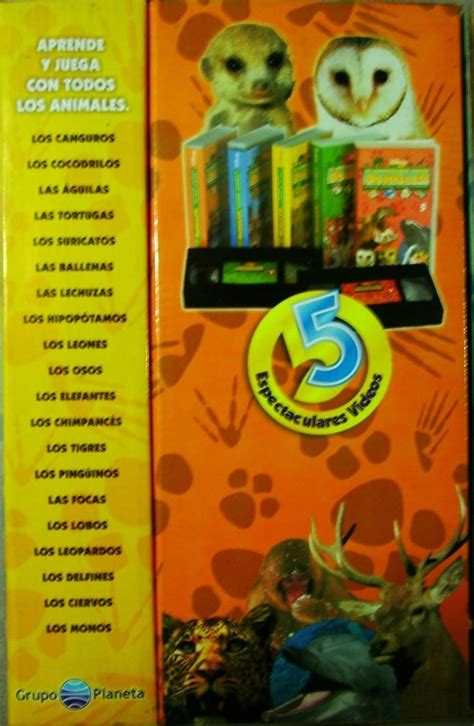 APRENDE
Y JUEGA
CON TODOS
LOS ANIMALES.
LOS CANGUROS
LOS COCODRILOS
LAS ÁGUILAS
LAS TORTUGAS
LOS SURICATOS
LAS BALLENAS
LAS LECHUZAS
LOS HIPOPÓTAMOS
LOS LEONES
LOS OSOS
LOS ELEFANTES
LOS CHIMPANCÉS
LOS TIGRES
LOS PINGÜINOS
LAS FOCAS
LOS LOBOS
LOS LEOPARDOS
LOS DELFINES
LOS CIERVOS
LOS MONOS
Grupo Planeta
5
Espectaculares Vídeos